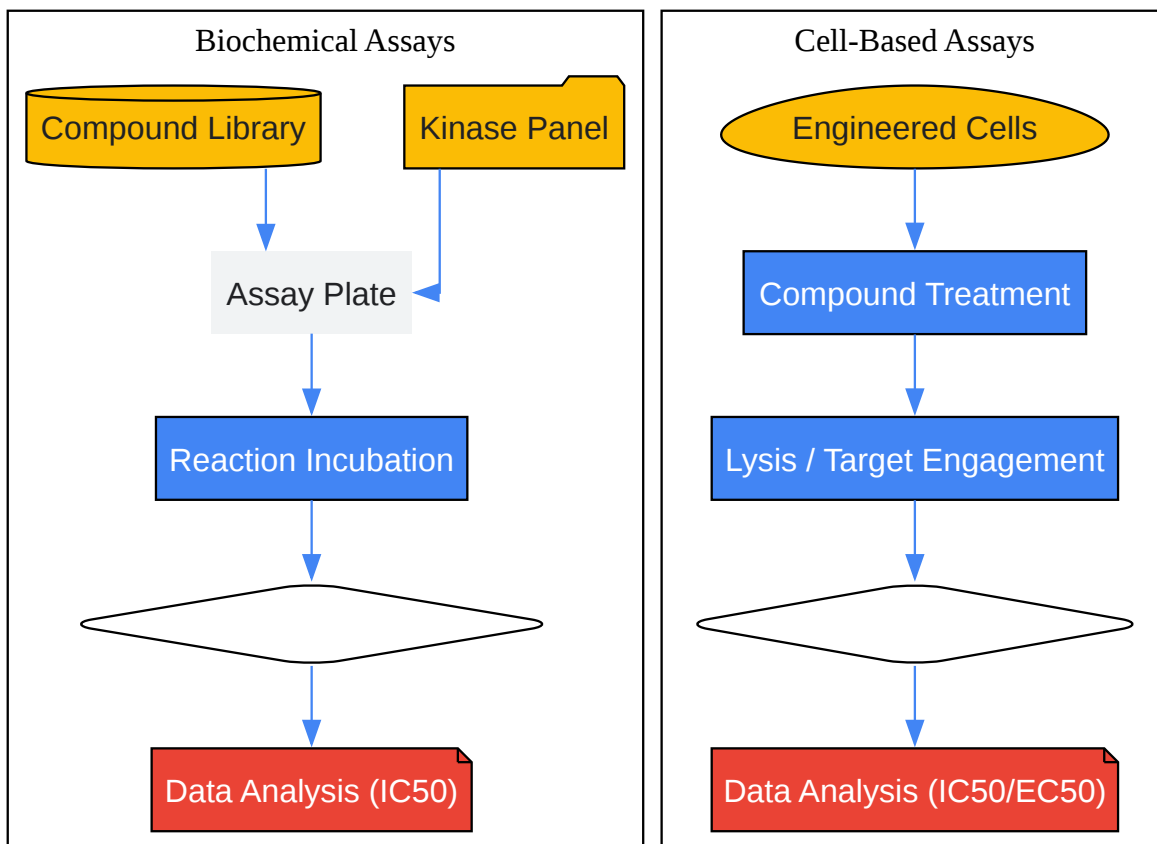 Biochemical Assays
Compound Library
Kinase Panel
Assay Plate
Reaction Incubation
Data Analysis (IC50)
Cell-Based Assays
Engineered Cells
Compound Treatment
Lysis / Target Engagement
Data Analysis (IC50/EC50)